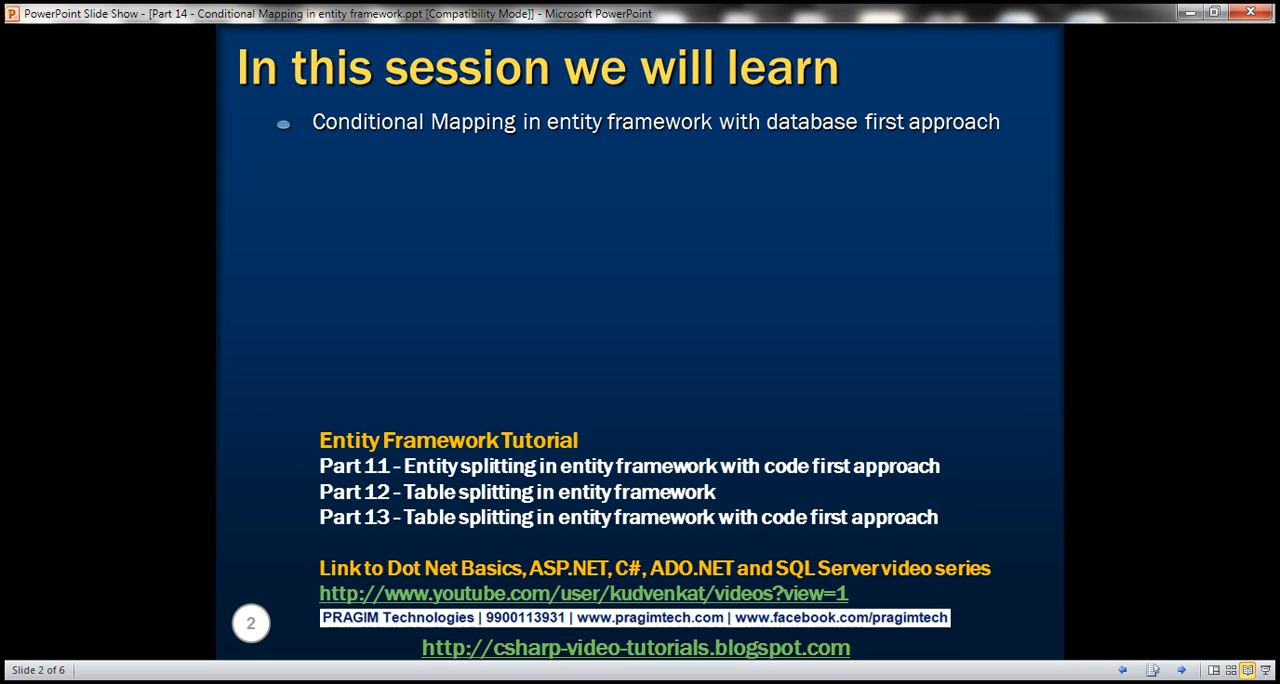 PowerPoint Slide Show - [Part 14 - Conditional Mapping in entity framework.ppt [Compatibility Mode]] - Microsoft PowerPoint
In this session we will learn
Conditional Mapping in entity framework with database first approach
Entity Framework Tutorial
Part 11 - Entity splitting in entity framework with code first approach
Part 12 - Table splitting in entity framework
Part 13 - Table splitting in entity framework with code first approach
Link to Dot Net Basics, ASP.NET, C#, ADO.NET and SQL Server video series
http://www.youtube.com/user/kudvenkat/videos?view=1
2
PRAGIM Technologies | 9900113931 | www.pragimtech.com | www.facebook.com/pragimtech
http://csharp-video-tutorials.blogspot.com
Slide 2 of 6